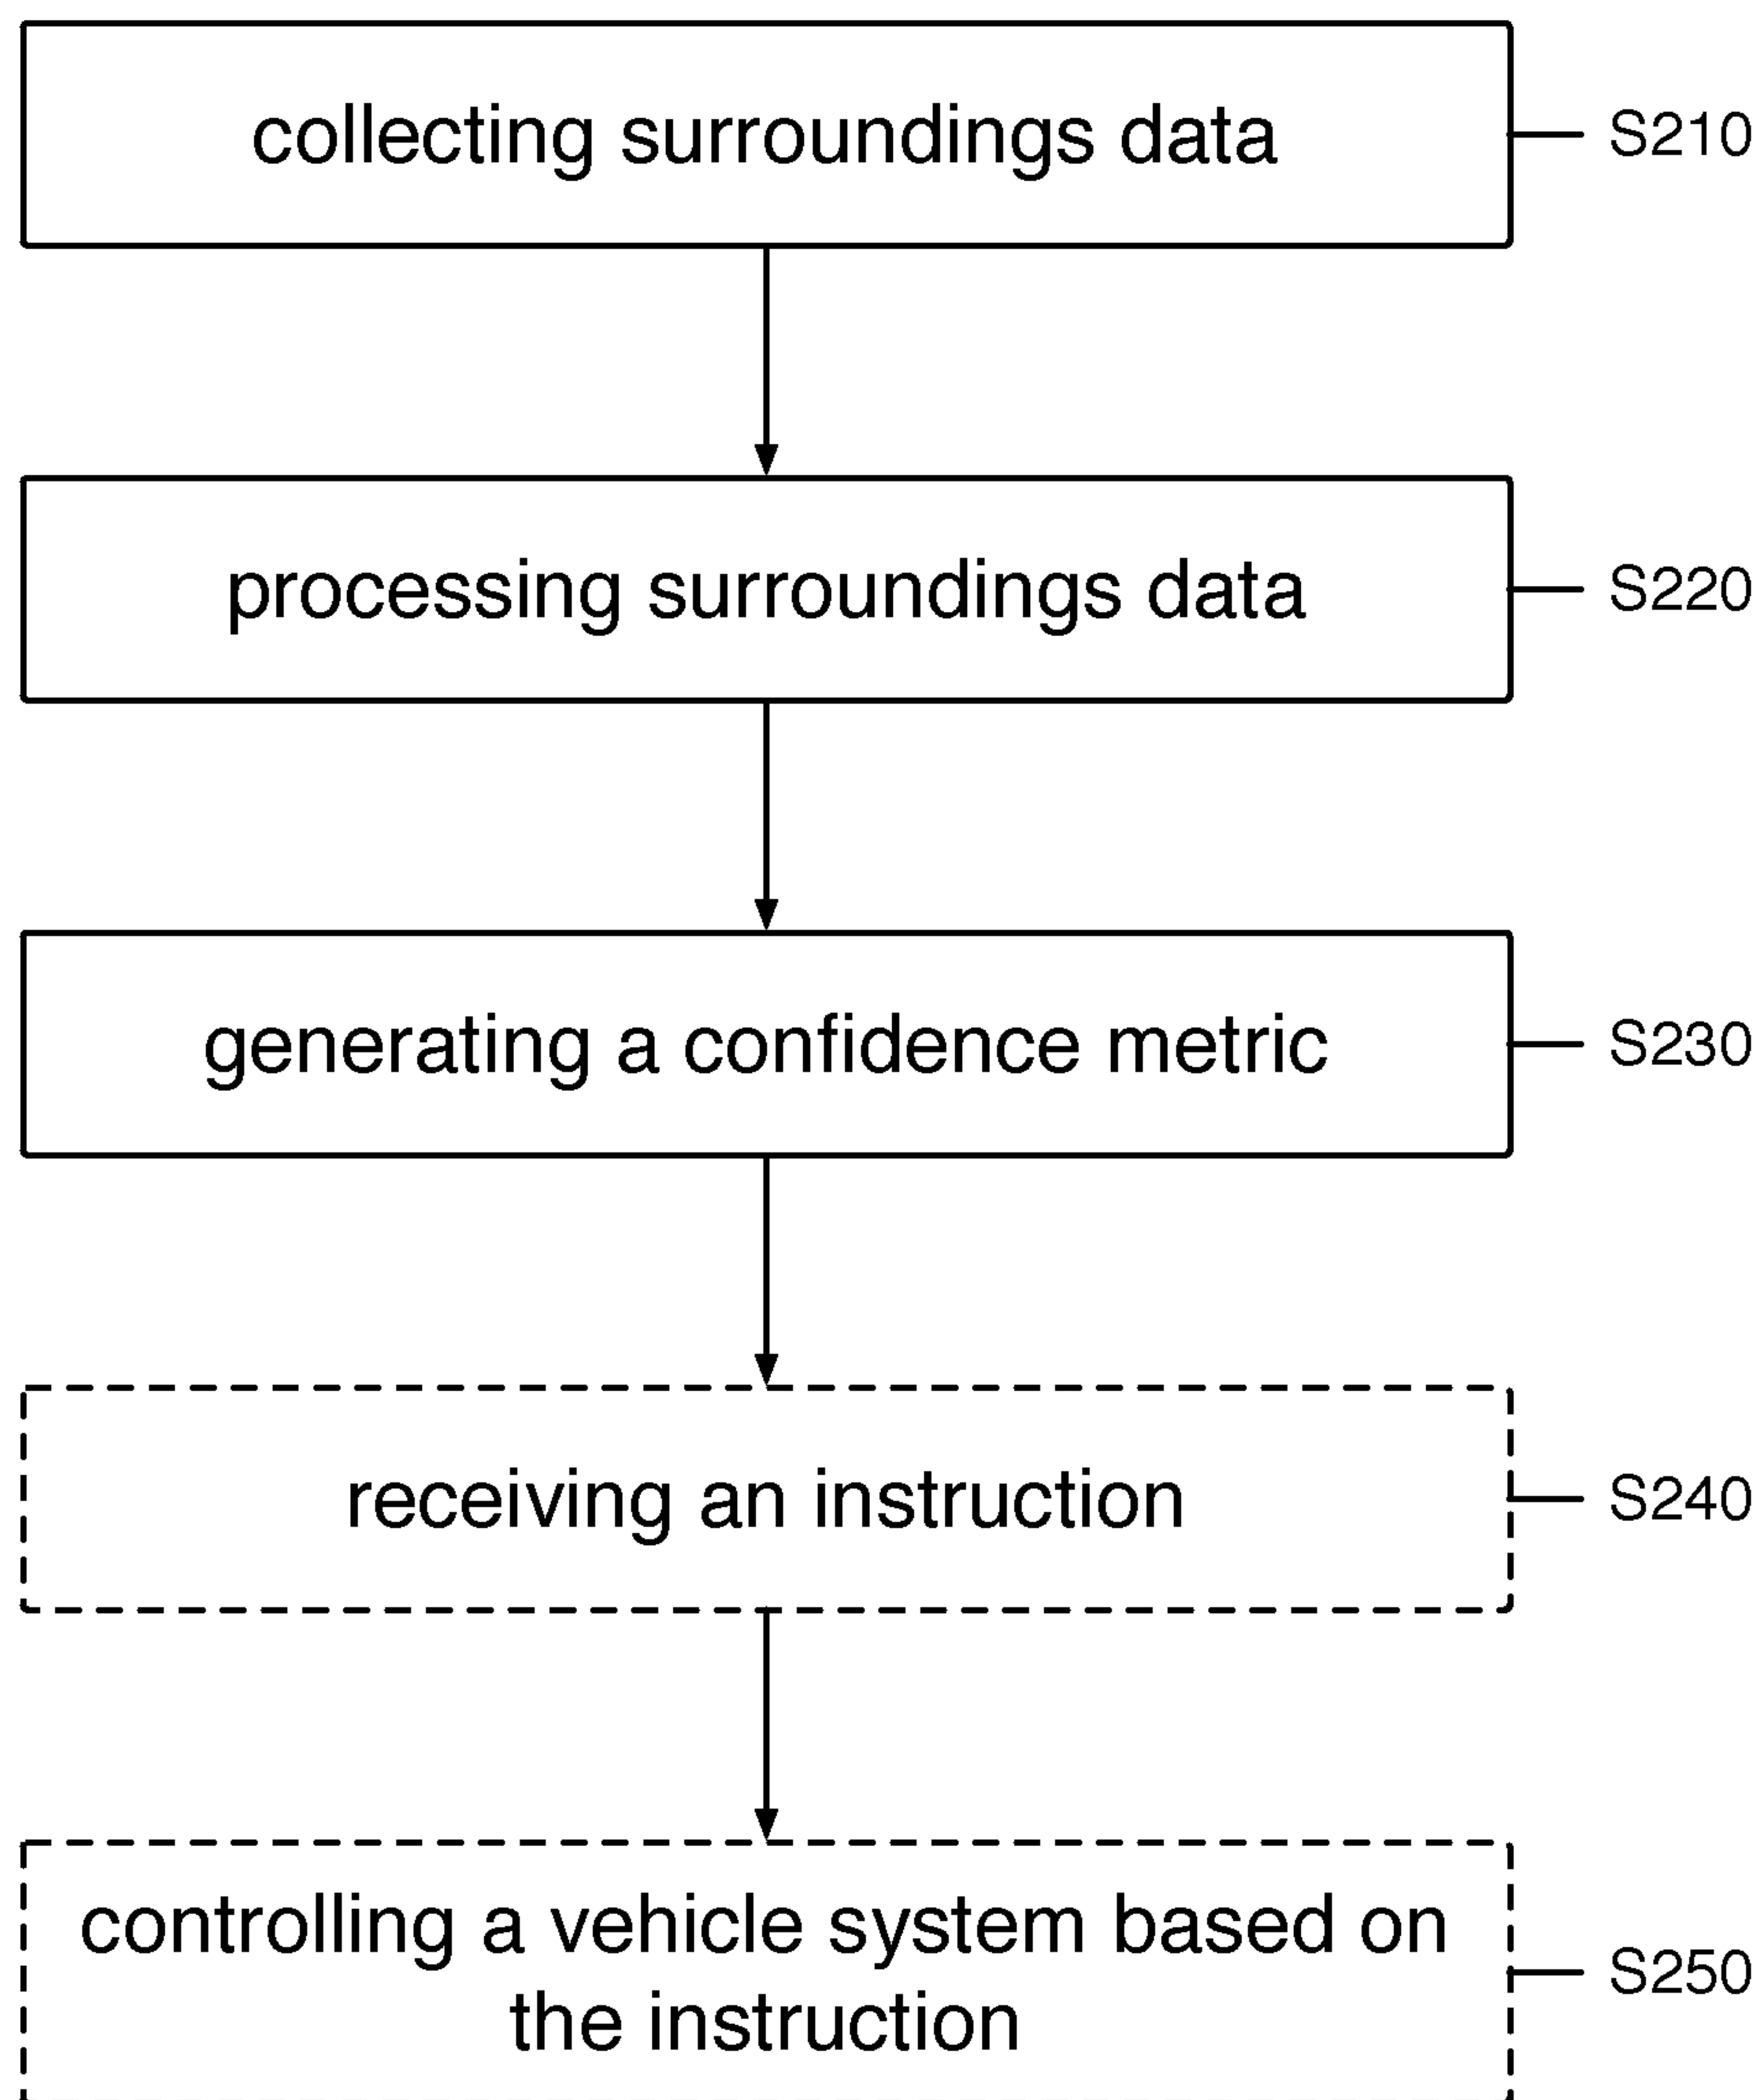 collecting surroundings data
S210
processing surroundings data
S220
generating a confidence metric
S230
receiving an instruction
S240
controlling a vehicle system based on
the instruction
S250